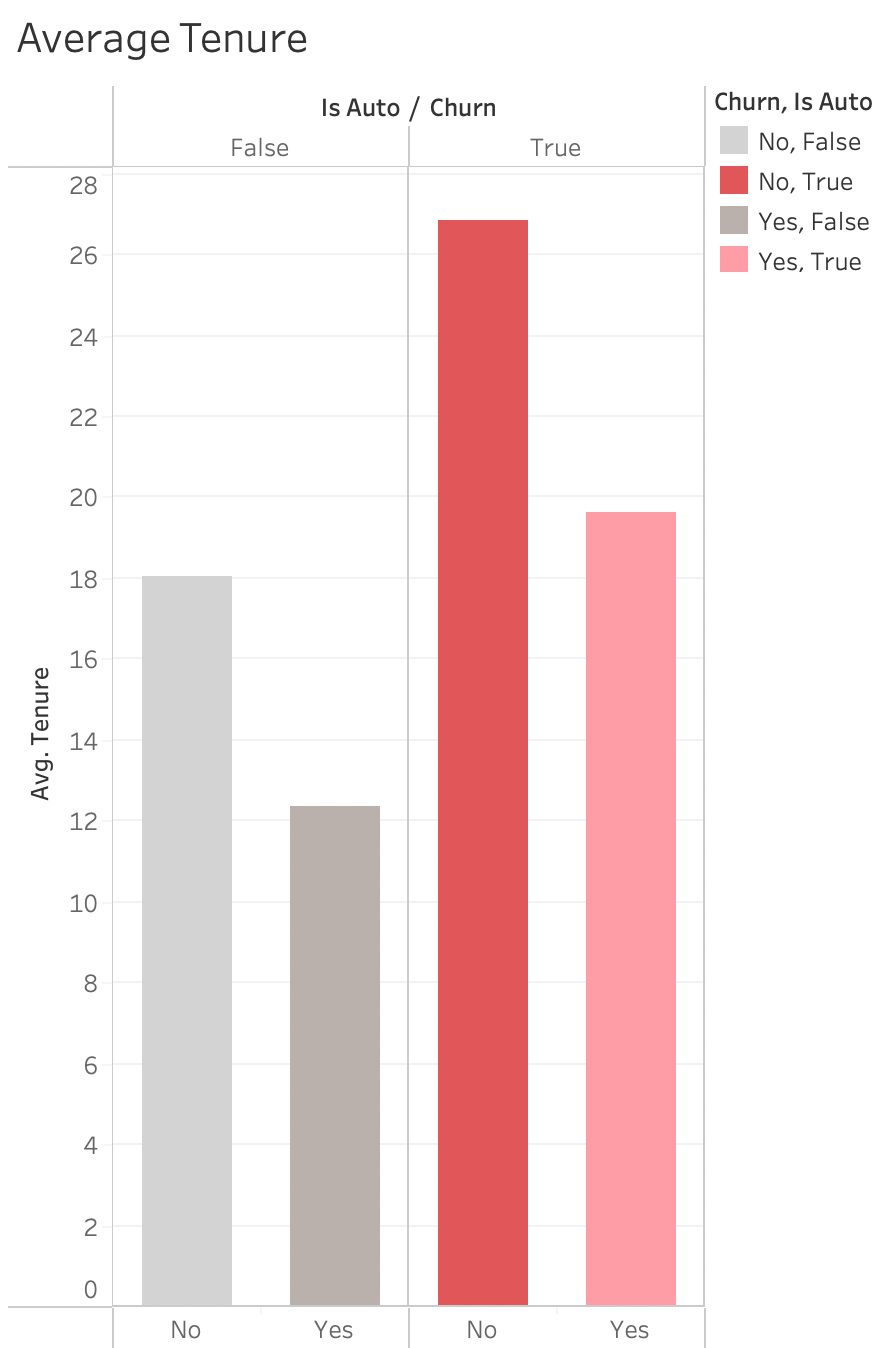 Average Tenure
Is Auto / Churn
False
True
Churn, Is Auto
No, False
No, True
Yes, False
Yes, True
Avg. Tenure
28
26
24
22
20
18
16
14
12
10
8
6
4
2
0
No
Yes
No
Yes